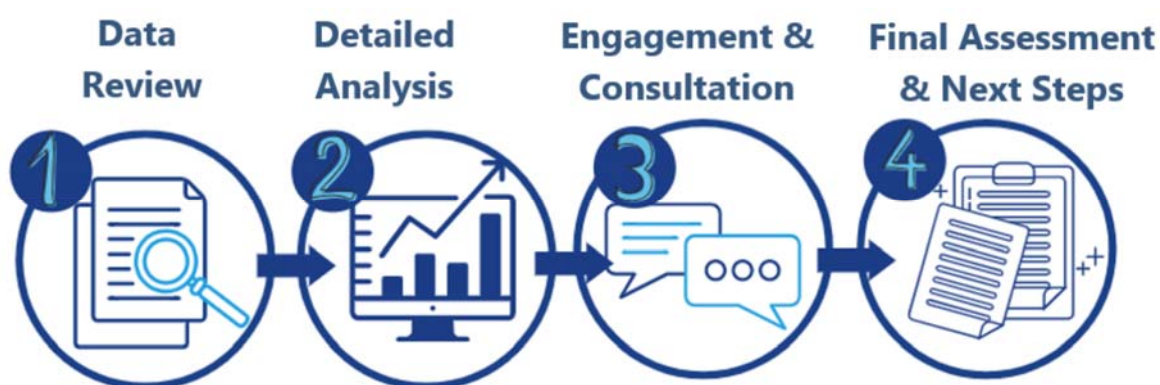 Data
Review
Detailed
Analysis
Engagement &
Consultation
Final Assessment
& Next Steps
1
2
3
4